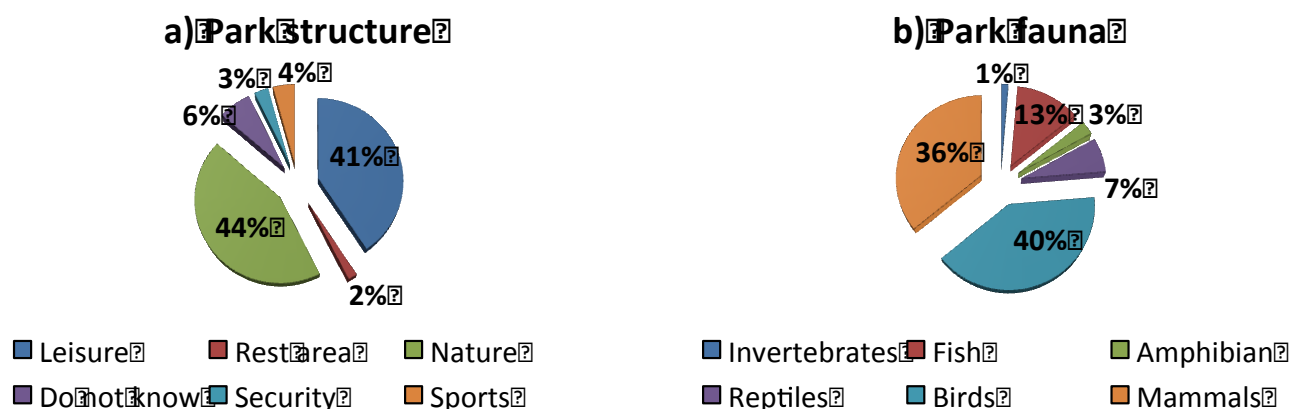 a) Park structure
3%
4%
6%
41%
44%
2%
Leisure
Rest area
Nature
Do not know
Security
Sports
b) Park fauna
1%
13%
3%
36%
7%
40%
Invertebrates
Fish
Amphibian
Reptiles
Birds
Mammals